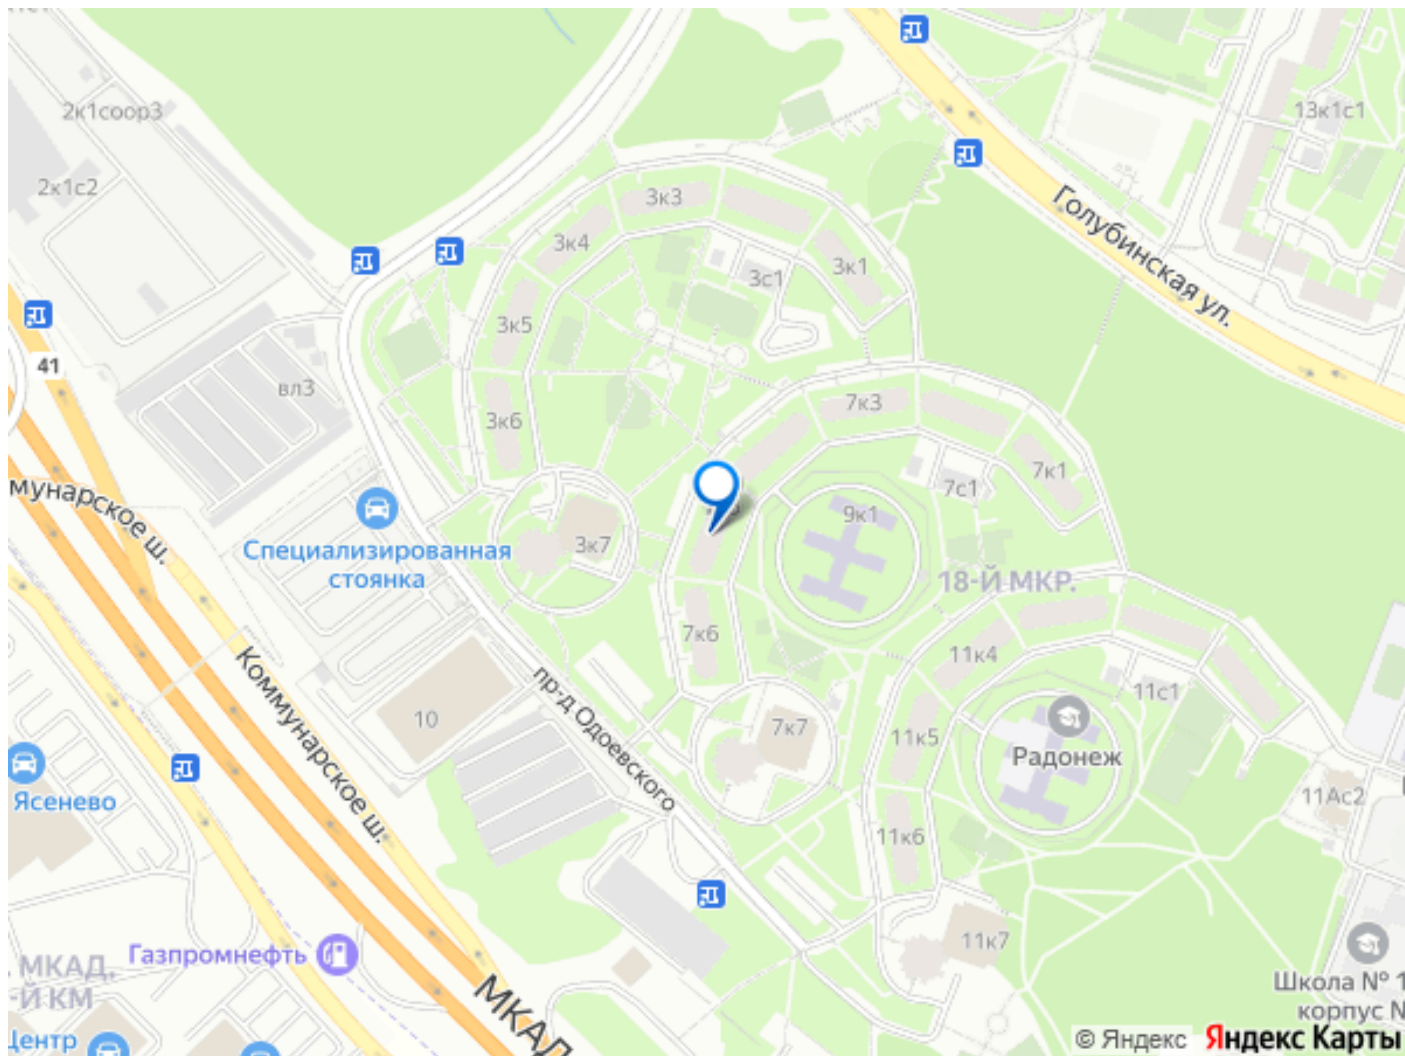 2к1соор3
13к1с1
2к1с2
3к3
3к4
3к1
3с1
Голубинская ул.
3к5
41
вл3
3к6
7к3
7к1
7с1
мунарское ш.
9к1
Специализированная
стоянка
3к7
18-Й МКР.
7к6
11к4
11с1
Коммунарское ш.
пр-д Одоевского
10
7к7
11к5
Радонеж
Ясенево
11Ас2
11к6
11к7
Газпромнефть
МКАД,
-Й КМ
МКАД
Школа № 1
корпус №
Центр
© Яндекс Яндекс Карты